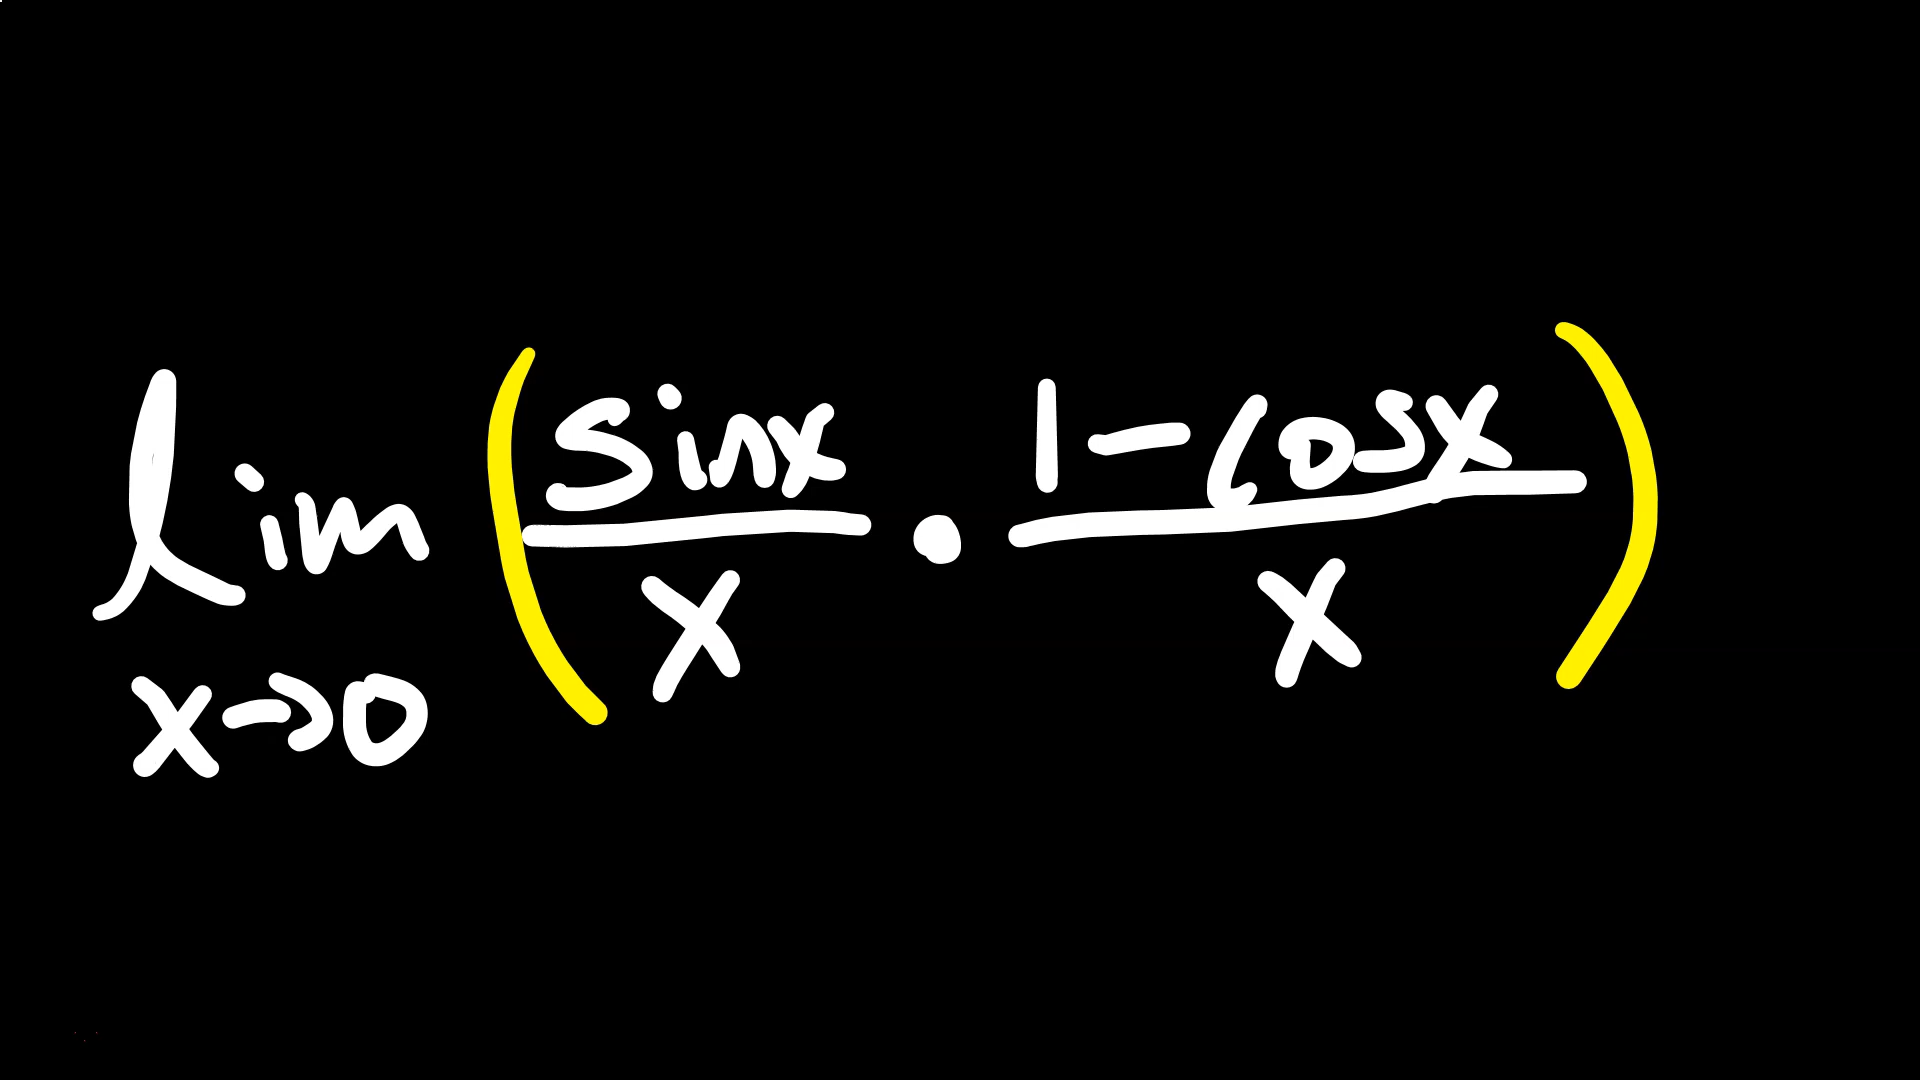 lim ( sinx / x · 1 - cosx / x )
x→0